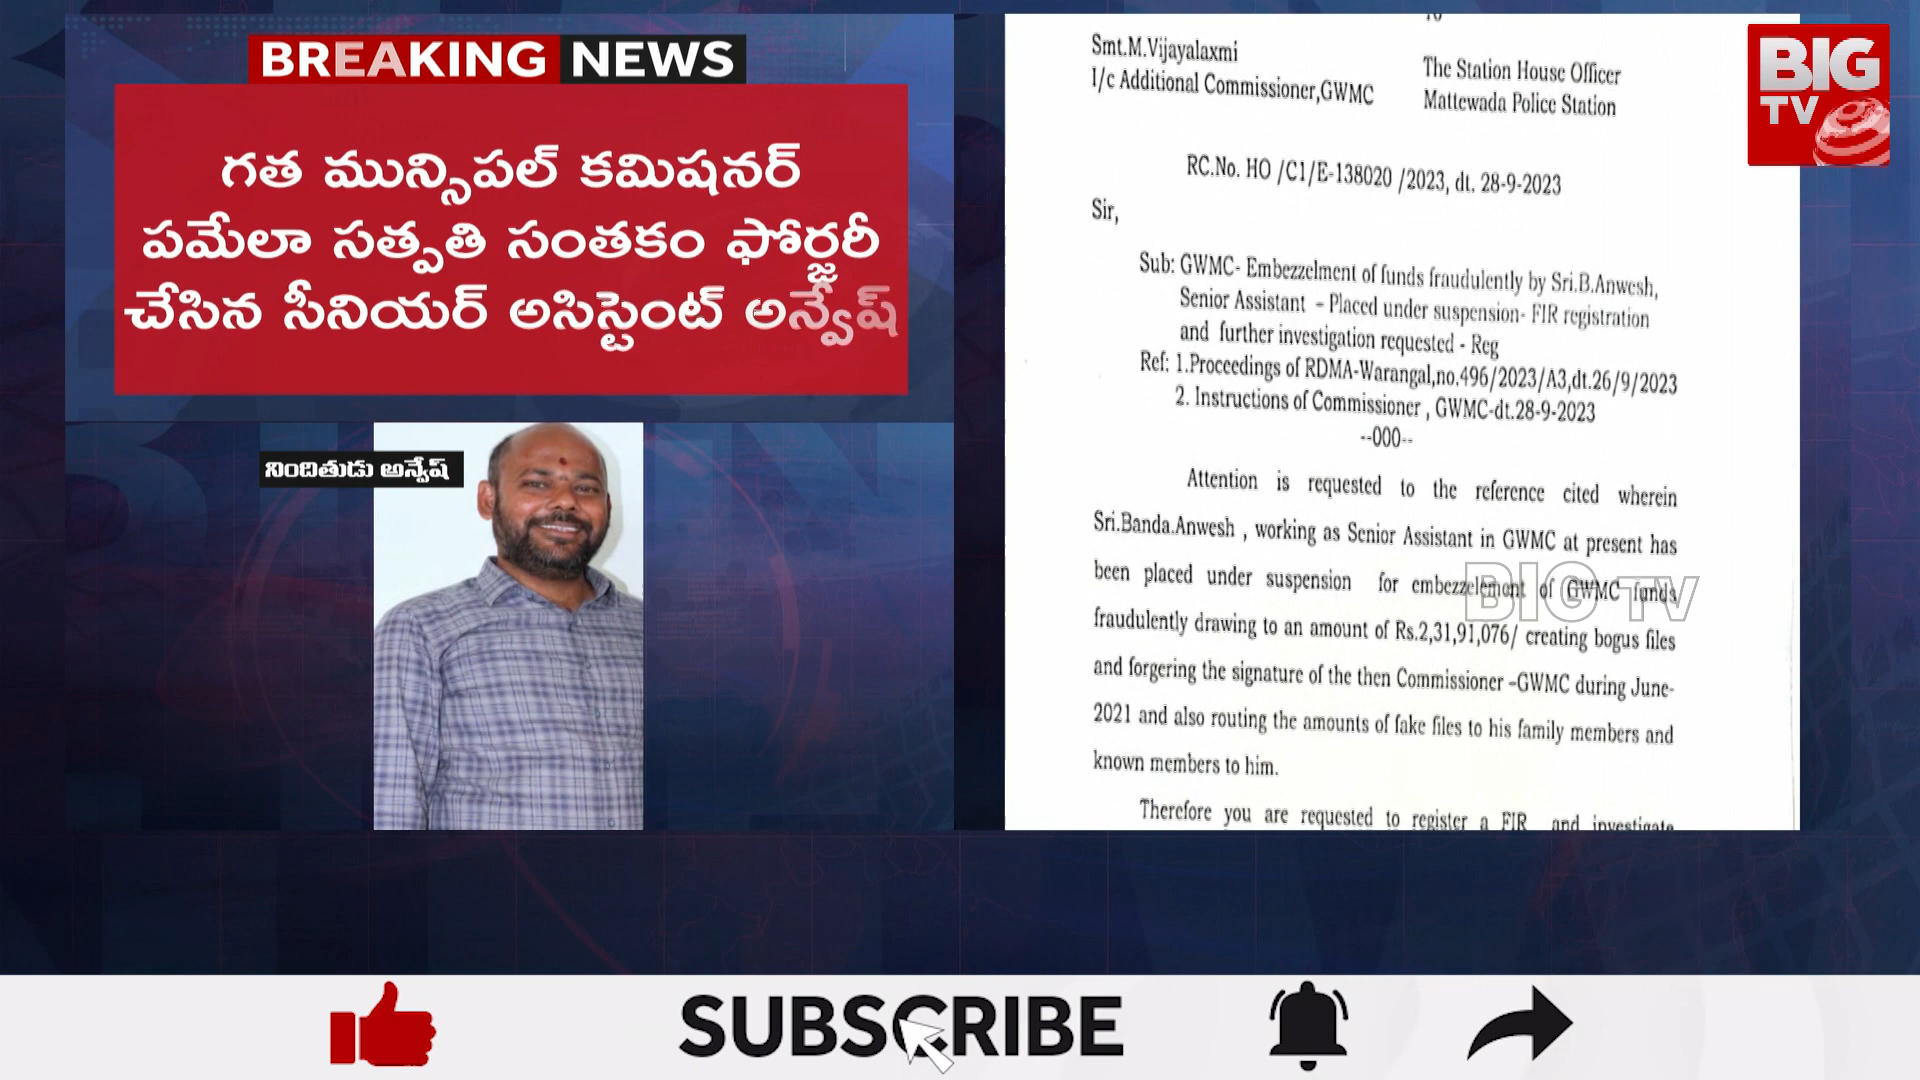 BREAKING NEWS
గత మున్సిపల్ కమిషనర్
పమేలా సత్పతి సంతకం ఫోర్జరీ
చేసిన సీనియర్ అసిస్టెంట్ అన్వేష్
నిందితుడు అన్వేష్
To
Smt.M.Vijayalaxmi
I/c Additional Commissioner,GWMC
The Station House Officer
Mattewada Police Station
RC.No. HO /C1/E-138020 /2023, dt. 28-9-2023
Sir,
Sub: GWMC- Embezzelment of funds fraudulently by Sri.B.Anwesh,
Senior Assistant - Placed under suspension- FIR registration
and further investigation requested - Reg
Ref: 1.Proceedings of RDMA-Warangal,no.496/2023/A3,dt.26/9/2023
2. Instructions of Commissioner , GWMC-dt.28-9-2023
--000--
Attention is requested to the reference cited wherein
Sri.Banda.Anwesh , working as Senior Assistant in GWMC at present has
been placed under suspension for embezzelement of GWMC funds
fraudulently drawing to an amount of Rs.2,31,91,076/ creating bogus files
and forgering the signature of the then Commissioner -GWMC during June-
2021 and also routing the amounts of fake files to his family members and
known members to him.
Therefore you are requested to register a FIR and investigate
BIG TV
BIG
TV
SUBSCRIBE